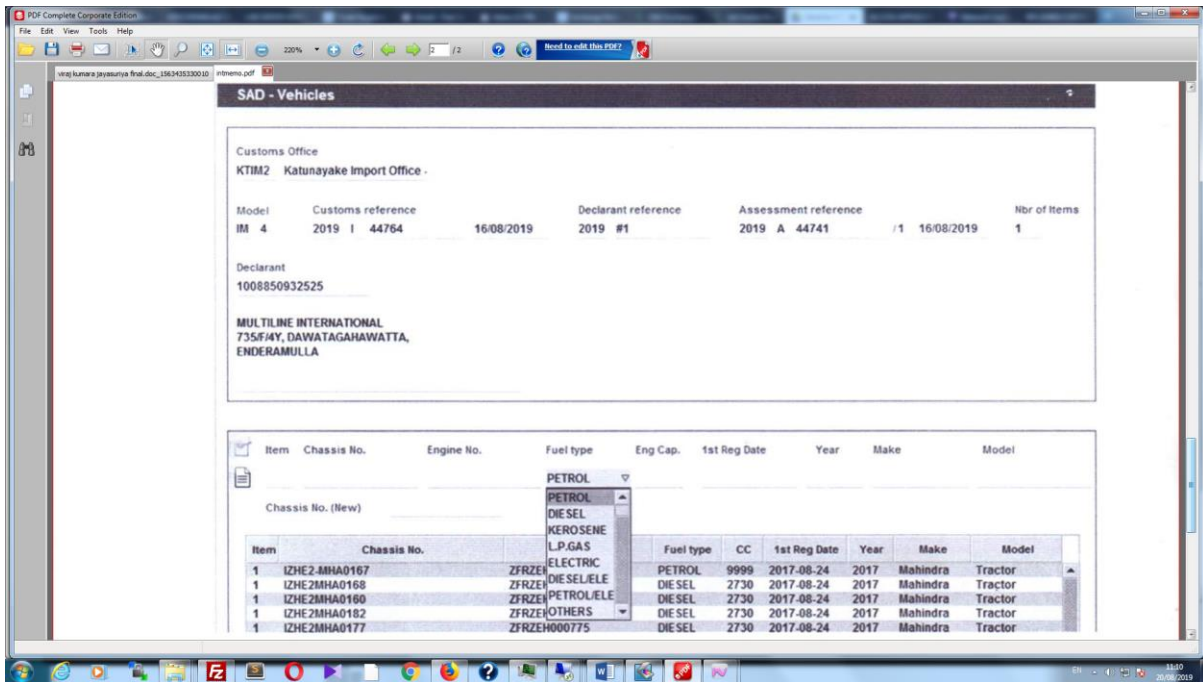 PDF Complete Corporate Edition
File Edit View Tools Help
220% 2 / 2 Need to edit this PDF?
viraj kumara jayasuriya final.doc_1563435330010 intmemo.pdf
SAD - Vehicles
Customs Office
KTIM2 Katunayake Import Office -
Model Customs reference Declarant reference Assessment reference Nbr of Items
IM 4 2019 I 44764 16/08/2019 2019 #1 2019 A 44741 /1 16/08/2019 1
Declarant
1008850932525
MULTILINE INTERNATIONAL
735/F/4Y, DAWATAGAHAWATTA,
ENDERAMULLA
Item Chassis No. Engine No. Fuel type Eng Cap. 1st Reg Date Year Make Model
PETROL
Chassis No. (New)
PETROL
DIESEL
KEROSENE
L.P.GAS
ELECTRIC
DIESEL/ELE
PETROL/ELE
OTHERS
Item Chassis No. Fuel type CC 1st Reg Date Year Make Model
1 IZHE2-MHA0167 ZFRZEH PETROL 9999 2017-08-24 2017 Mahindra Tractor
1 IZHE2MHA0168 ZFRZEH DIESEL 2730 2017-08-24 2017 Mahindra Tractor
1 IZHE2MHA0160 ZFRZEH DIESEL 2730 2017-08-24 2017 Mahindra Tractor
1 IZHE2MHA0182 ZFRZEH DIESEL 2730 2017-08-24 2017 Mahindra Tractor
1 IZHE2MHA0177 ZFRZEH000775 DIESEL 2730 2017-08-24 2017 Mahindra Tractor
EN 11:10
20/08/2019